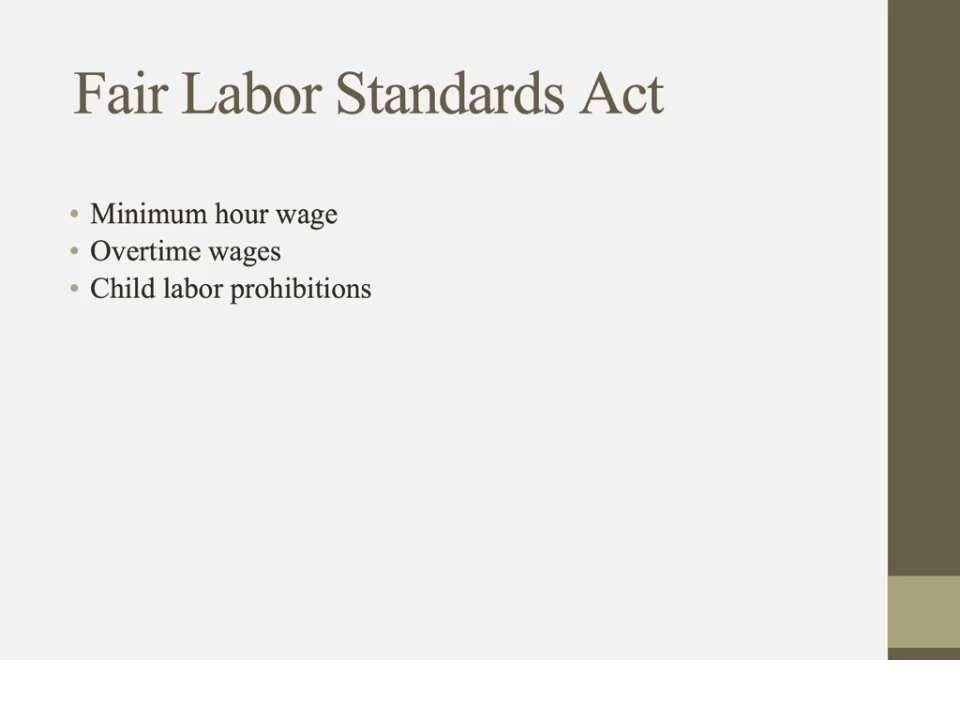 Fair Labor Standards Act
• Minimum hour wage
• Overtime wages
• Child labor prohibitions